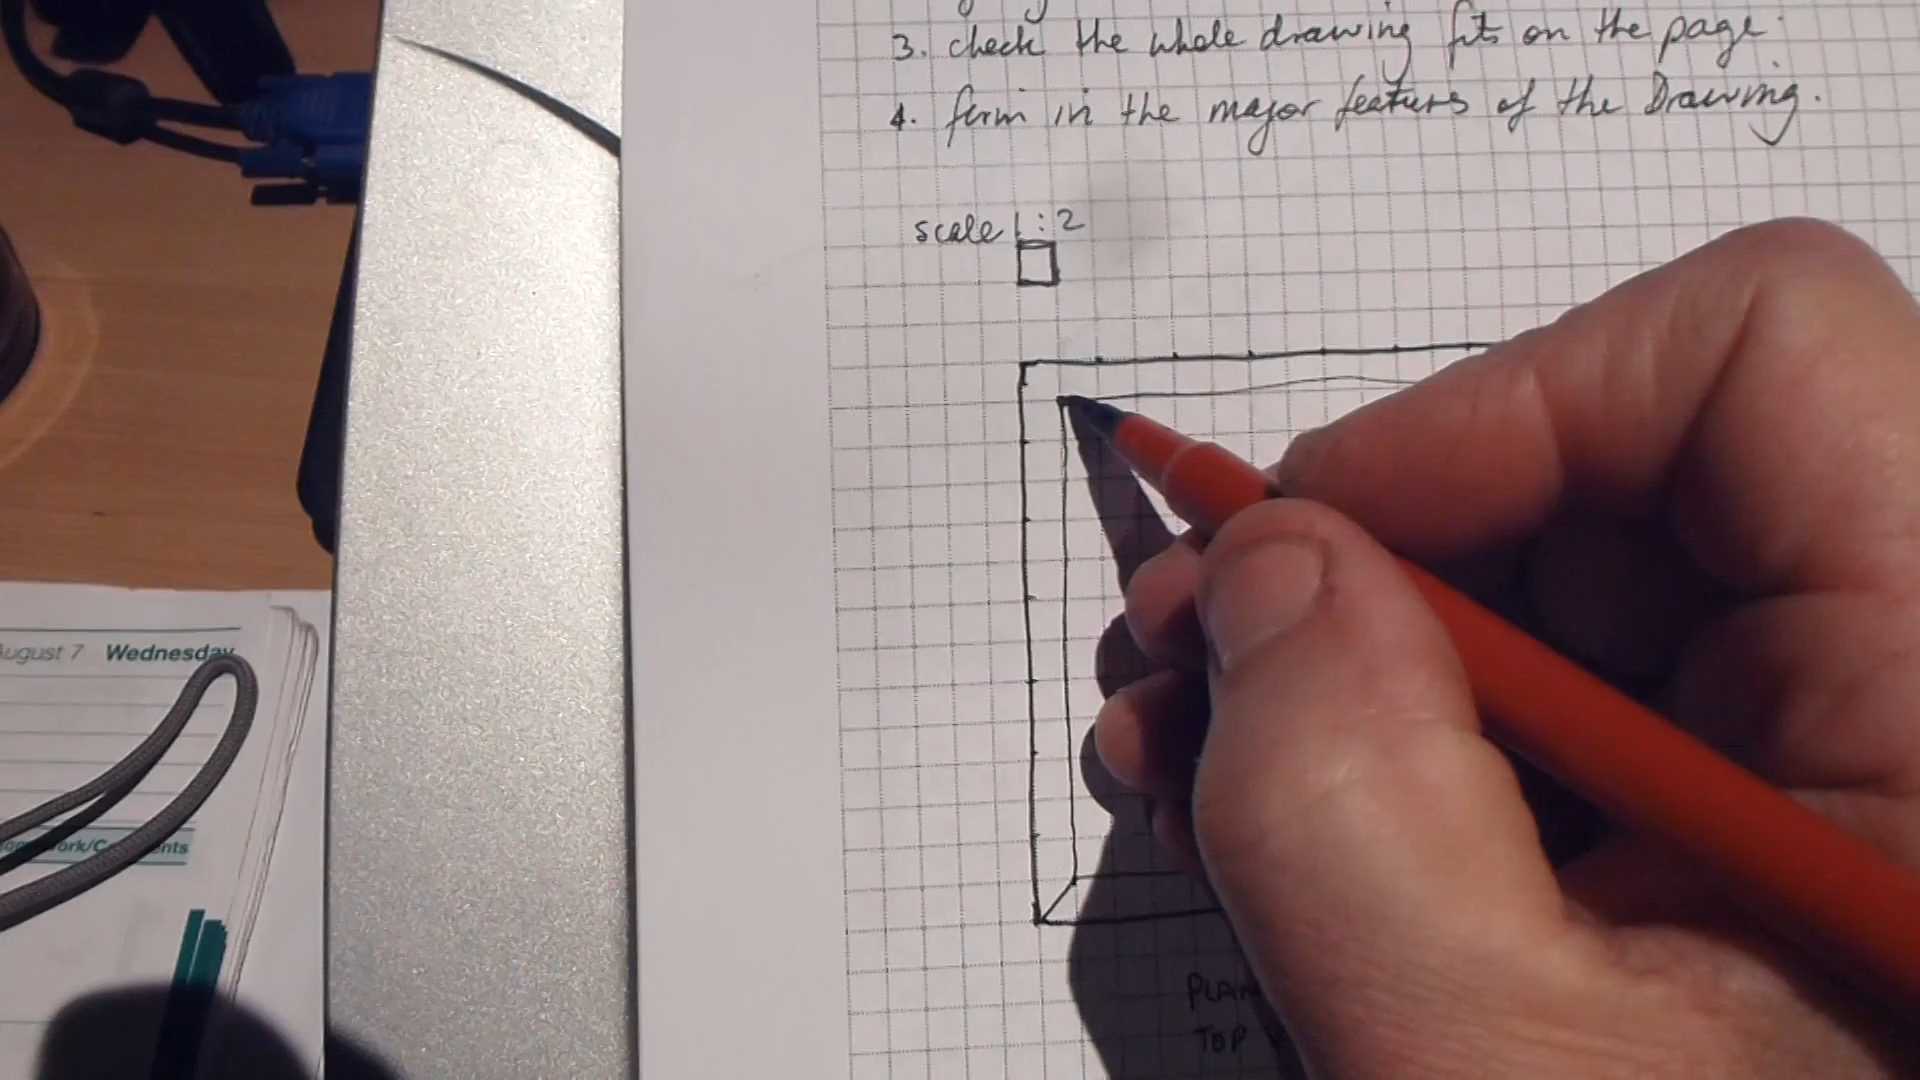 3. check the whole drawing fits on the page.
4. firm in the major features of the Drawing.
scale 1:2
August 7 Wednesday
PLAN
TOP